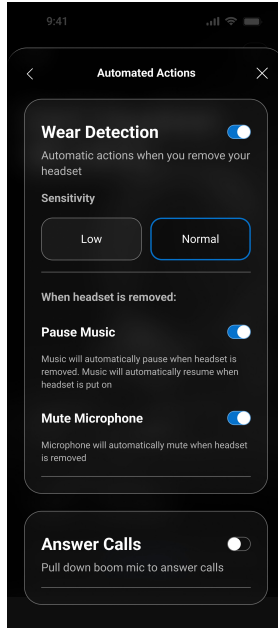 9:41
Automated Actions
Wear Detection
Automatic actions when you remove your
headset
Sensitivity
Low
Normal
When headset is removed:
Pause Music
Music will automatically pause when headset is
removed. Music will automatically resume when
headset is put on
Mute Microphone
Microphone will automatically mute when headset
is removed
Answer Calls
Pull down boom mic to answer calls